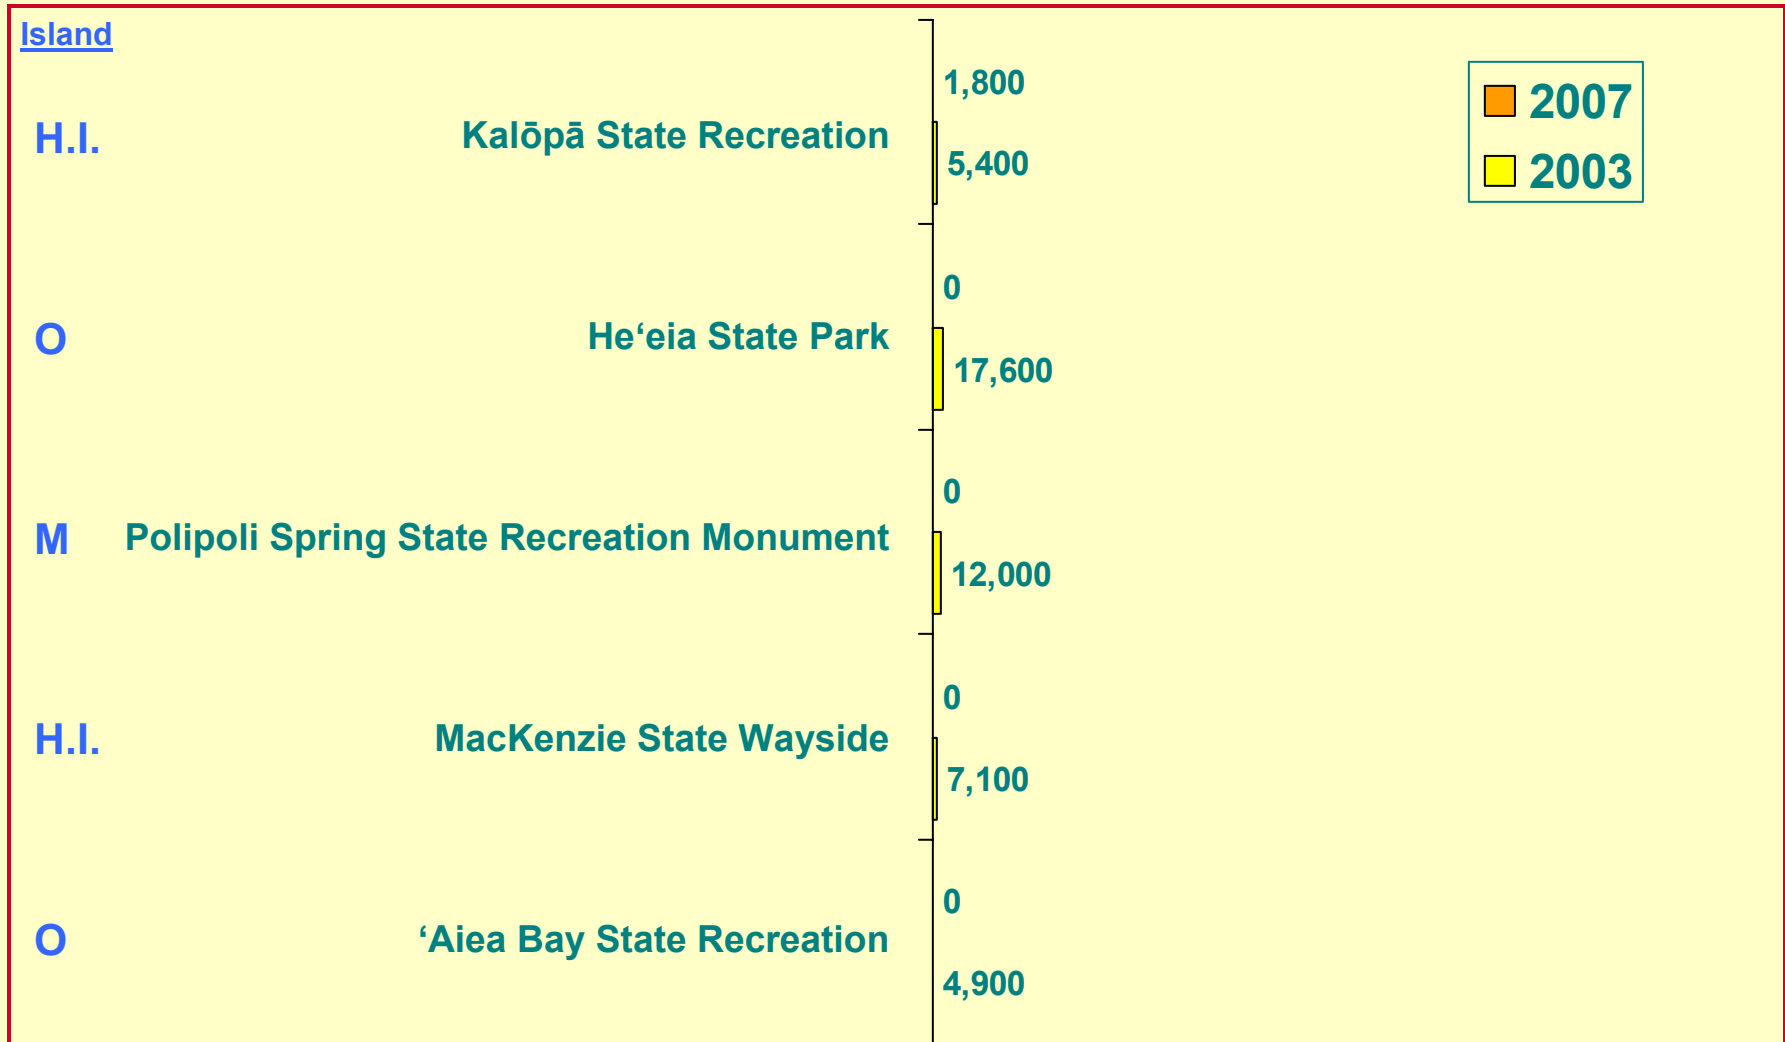 Island
1,800
2007
H.I. Kalōpā State Recreation
5,400
2003
0
O He‘eia State Park
17,600
0
M Polipoli Spring State Recreation Monument
12,000
0
H.I. MacKenzie State Wayside
7,100
0
O ‘Aiea Bay State Recreation
4,900